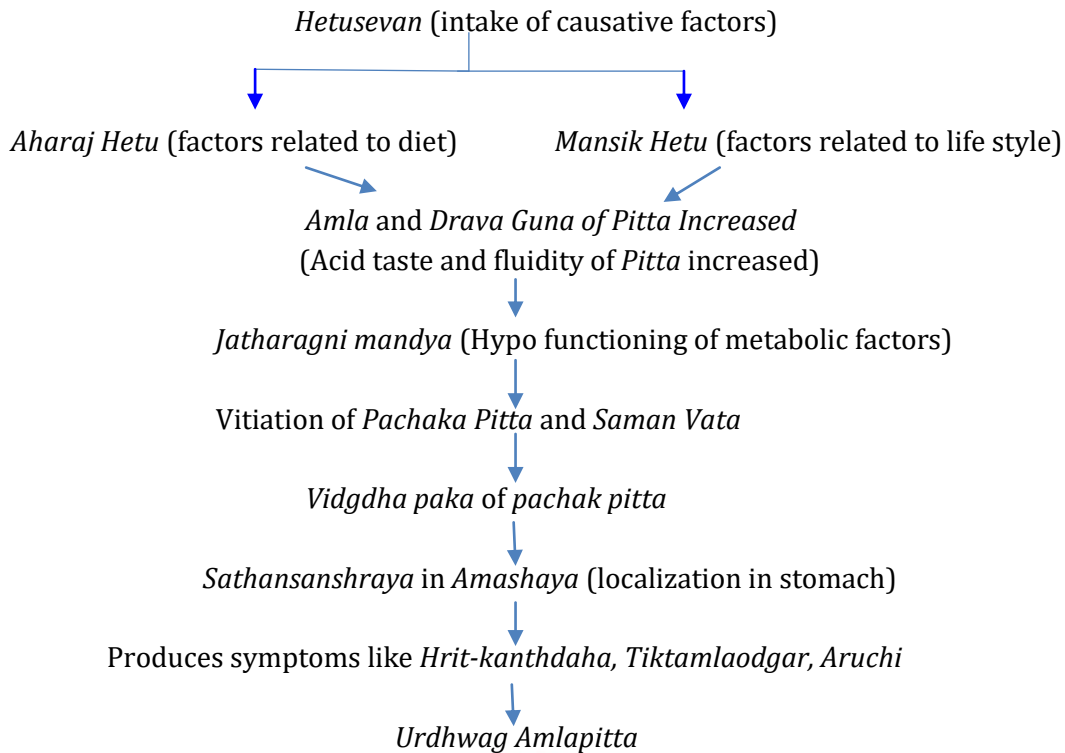 Hetusevan (intake of causative factors)
Aharaj Hetu (factors related to diet)
Mansik Hetu (factors related to life style)
Amla and Drava Guna of Pitta Increased
(Acid taste and fluidity of Pitta increased)
Jatharagni mandya (Hypo functioning of metabolic factors)
Vitiation of Pachaka Pitta and Saman Vata
Vidgdha paka of pachak pitta
Sathansanshraya in Amashaya (localization in stomach)
Produces symptoms like Hrit-kanthdaha, Tiktamlaodgar, Aruchi
Urdhwag Amlapitta